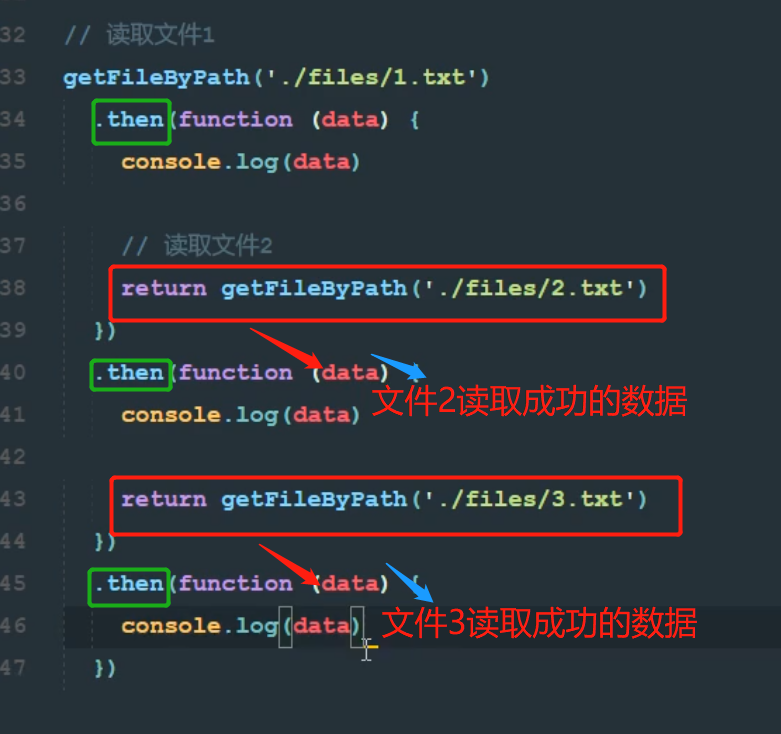 32 // 读取文件1
33 getFileByPath('./files/1.txt')
34 .then(function (data) {
35 console.log(data)
36
37 // 读取文件2
38 return getFileByPath('./files/2.txt')
39 })
40 .then(function (data) {
文件2读取成功的数据
41 console.log(data)
42
43 return getFileByPath('./files/3.txt')
44 })
45 .then(function (data) {
46 console.log(data)
文件3读取成功的数据
47 })